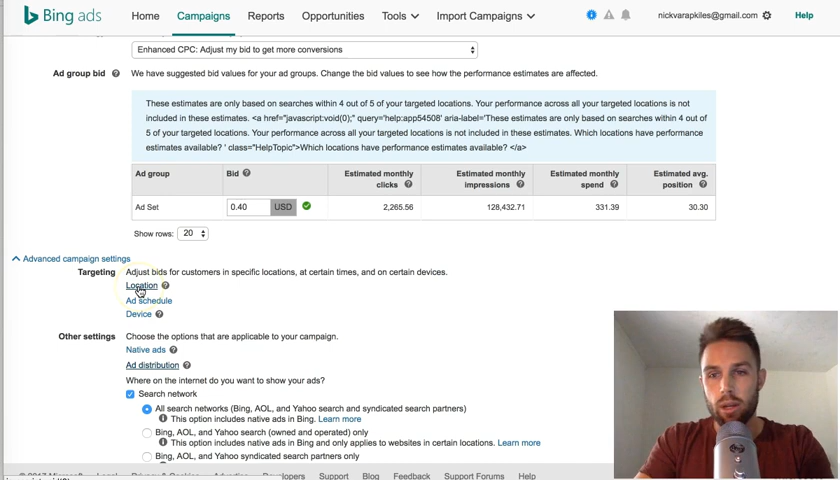 Bing ads
Home
Campaigns
Reports
Opportunities
Tools
Import Campaigns
nickvarapkiles@gmail.com
Help
Enhanced CPC: Adjust my bid to get more conversions
Ad group bid
We have suggested bid values for your ad groups. Change the bid values to see how the performance estimates are affected.
These estimates are only based on searches within 4 out of 5 of your targeted locations. Your performance across all your targeted locations is not
included in these estimates. <a href="javascript:void(0);" query='help:app54508' aria-label='These estimates are only based on searches within 4 out of
5 of your targeted locations. Your performance across all your targeted locations is not included in these estimates. Which locations have performance
estimates available? ' class="HelpTopic">Which locations have performance estimates available? </a>
Ad group
Bid
Estimated monthly
clicks
Estimated monthly
impressions
Estimated monthly
spend
Estimated avg.
position
Ad Set
0.40
USD
2,265.56
128,432.71
331.39
30.30
Show rows:
20
Advanced campaign settings
Targeting
Adjust bids for customers in specific locations, at certain times, and on certain devices.
Location
Ad schedule
Device
Other settings
Choose the options that are applicable to your campaign.
Native ads
Ad distribution
Where on the internet do you want to show your ads?
Search network
All search networks (Bing, AOL, and Yahoo search and syndicated search partners)
This option includes native ads in Bing. Learn more
Bing, AOL, and Yahoo search (owned and operated) only
This option includes native ads in Bing and only applies to websites in certain locations. Learn more
Bing, AOL, and Yahoo syndicated search partners only
Developers
Support
Blog
Feedback
Support Forums
Help